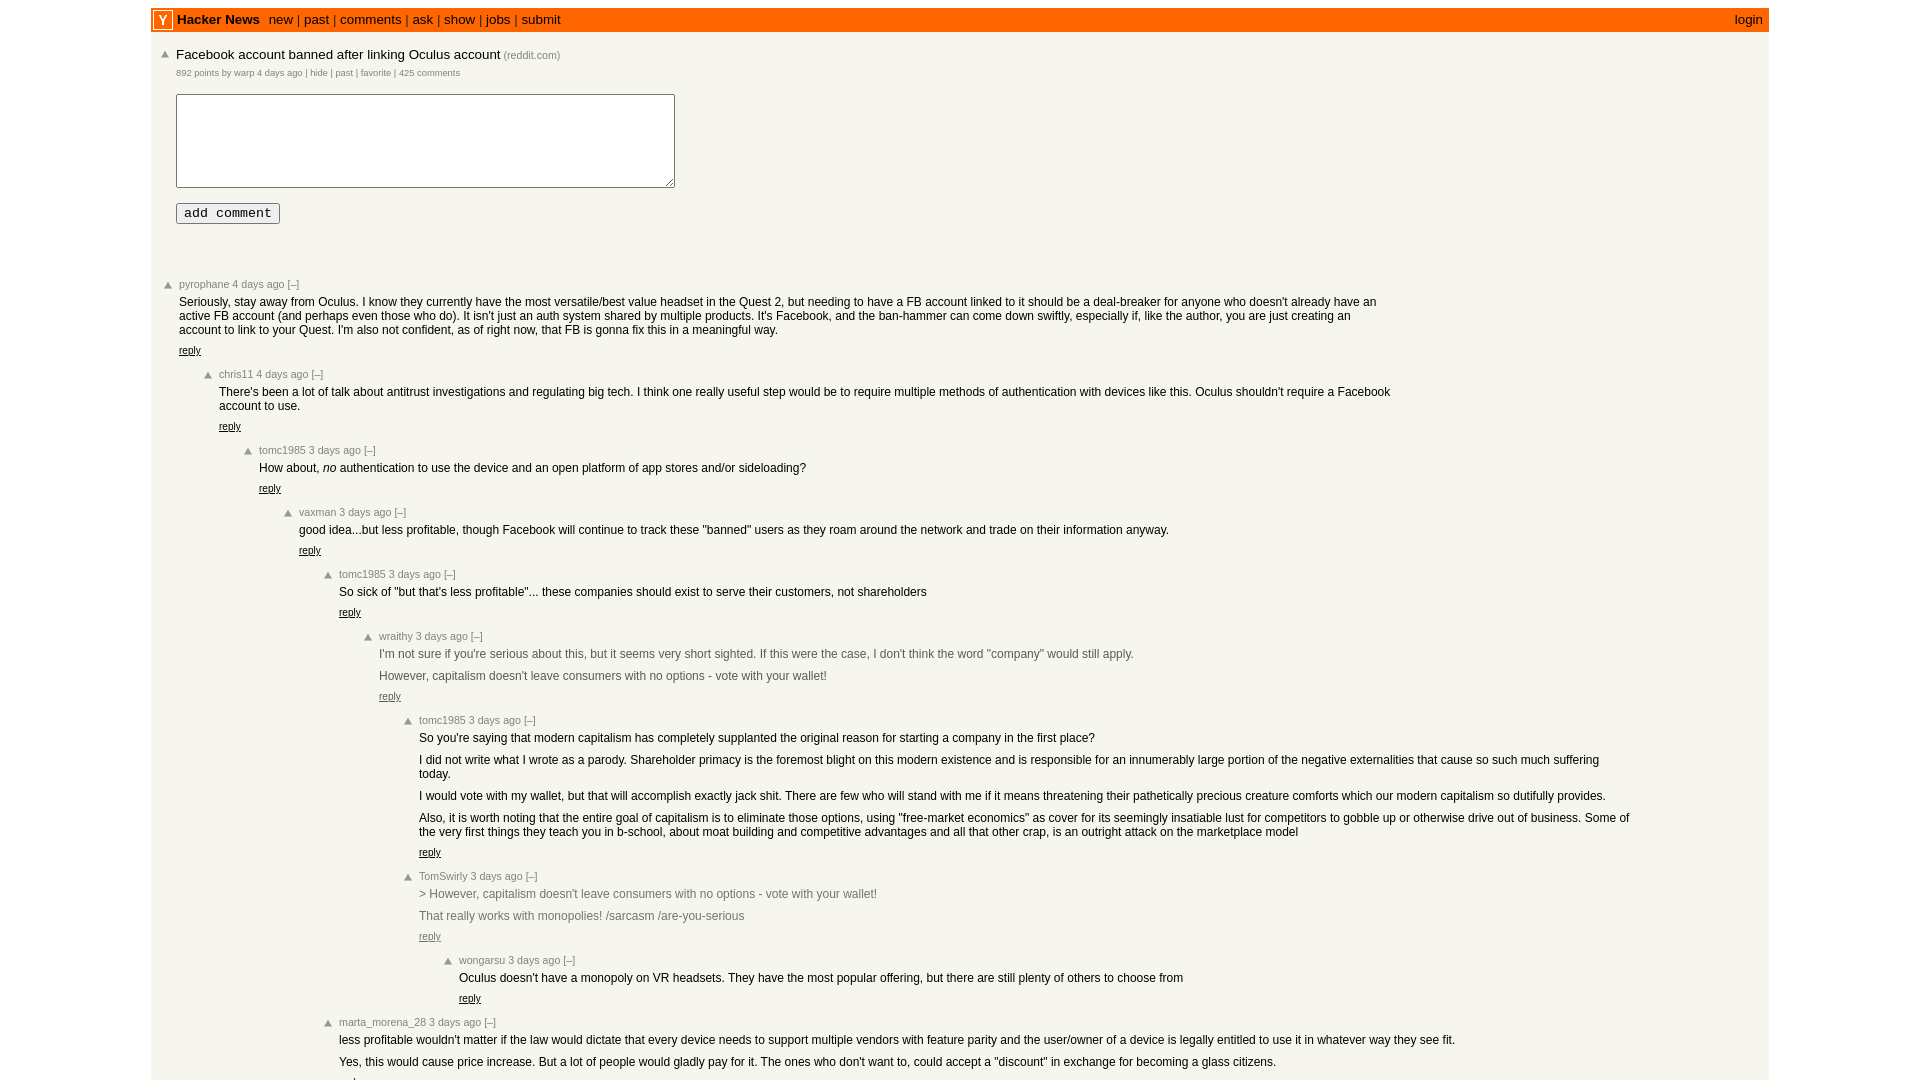 Y Hacker News new | past | comments | ask | show | jobs | submit login
Facebook account banned after linking Oculus account (reddit.com)
892 points by warp 4 days ago | hide | past | favorite | 425 comments
add comment
pyrophane 4 days ago [–]
Seriously, stay away from Oculus. I know they currently have the most versatile/best value headset in the Quest 2, but needing to have a FB account linked to it should be a deal-breaker for anyone who doesn't already have an
active FB account (and perhaps even those who do). It isn't just an auth system shared by multiple products. It's Facebook, and the ban-hammer can come down swiftly, especially if, like the author, you are just creating an
account to link to your Quest. I'm also not confident, as of right now, that FB is gonna fix this in a meaningful way.
reply
chris11 4 days ago [–]
There's been a lot of talk about antitrust investigations and regulating big tech. I think one really useful step would be to require multiple methods of authentication with devices like this. Oculus shouldn't require a Facebook
account to use.
reply
tomc1985 3 days ago [–]
How about, no authentication to use the device and an open platform of app stores and/or sideloading?
reply
vaxman 3 days ago [–]
good idea...but less profitable, though Facebook will continue to track these "banned" users as they roam around the network and trade on their information anyway.
reply
tomc1985 3 days ago [–]
So sick of "but that's less profitable"... these companies should exist to serve their customers, not shareholders
reply
wraithy 3 days ago [–]
I'm not sure if you're serious about this, but it seems very short sighted. If this were the case, I don't think the word "company" would still apply.
However, capitalism doesn't leave consumers with no options - vote with your wallet!
reply
tomc1985 3 days ago [–]
So you're saying that modern capitalism has completely supplanted the original reason for starting a company in the first place?
I did not write what I wrote as a parody. Shareholder primacy is the foremost blight on this modern existence and is responsible for an innumerably large portion of the negative externalities that cause so such much suffering
today.
I would vote with my wallet, but that will accomplish exactly jack shit. There are few who will stand with me if it means threatening their pathetically precious creature comforts which our modern capitalism so dutifully provides.
Also, it is worth noting that the entire goal of capitalism is to eliminate those options, using "free-market economics" as cover for its seemingly insatiable lust for competitors to gobble up or otherwise drive out of business. Some of
the very first things they teach you in b-school, about moat building and competitive advantages and all that other crap, is an outright attack on the marketplace model
reply
TomSwirly 3 days ago [–]
> However, capitalism doesn't leave consumers with no options - vote with your wallet!
That really works with monopolies! /sarcasm /are-you-serious
reply
wongarsu 3 days ago [–]
Oculus doesn't have a monopoly on VR headsets. They have the most popular offering, but there are still plenty of others to choose from
reply
marta_morena_28 3 days ago [–]
less profitable wouldn't matter if the law would dictate that every device needs to support multiple vendors with feature parity and the user/owner of a device is legally entitled to use it in whatever way they see fit.
Yes, this would cause price increase. But a lot of people would gladly pay for it. The ones who don't want to, could accept a "discount" in exchange for becoming a glass citizens.